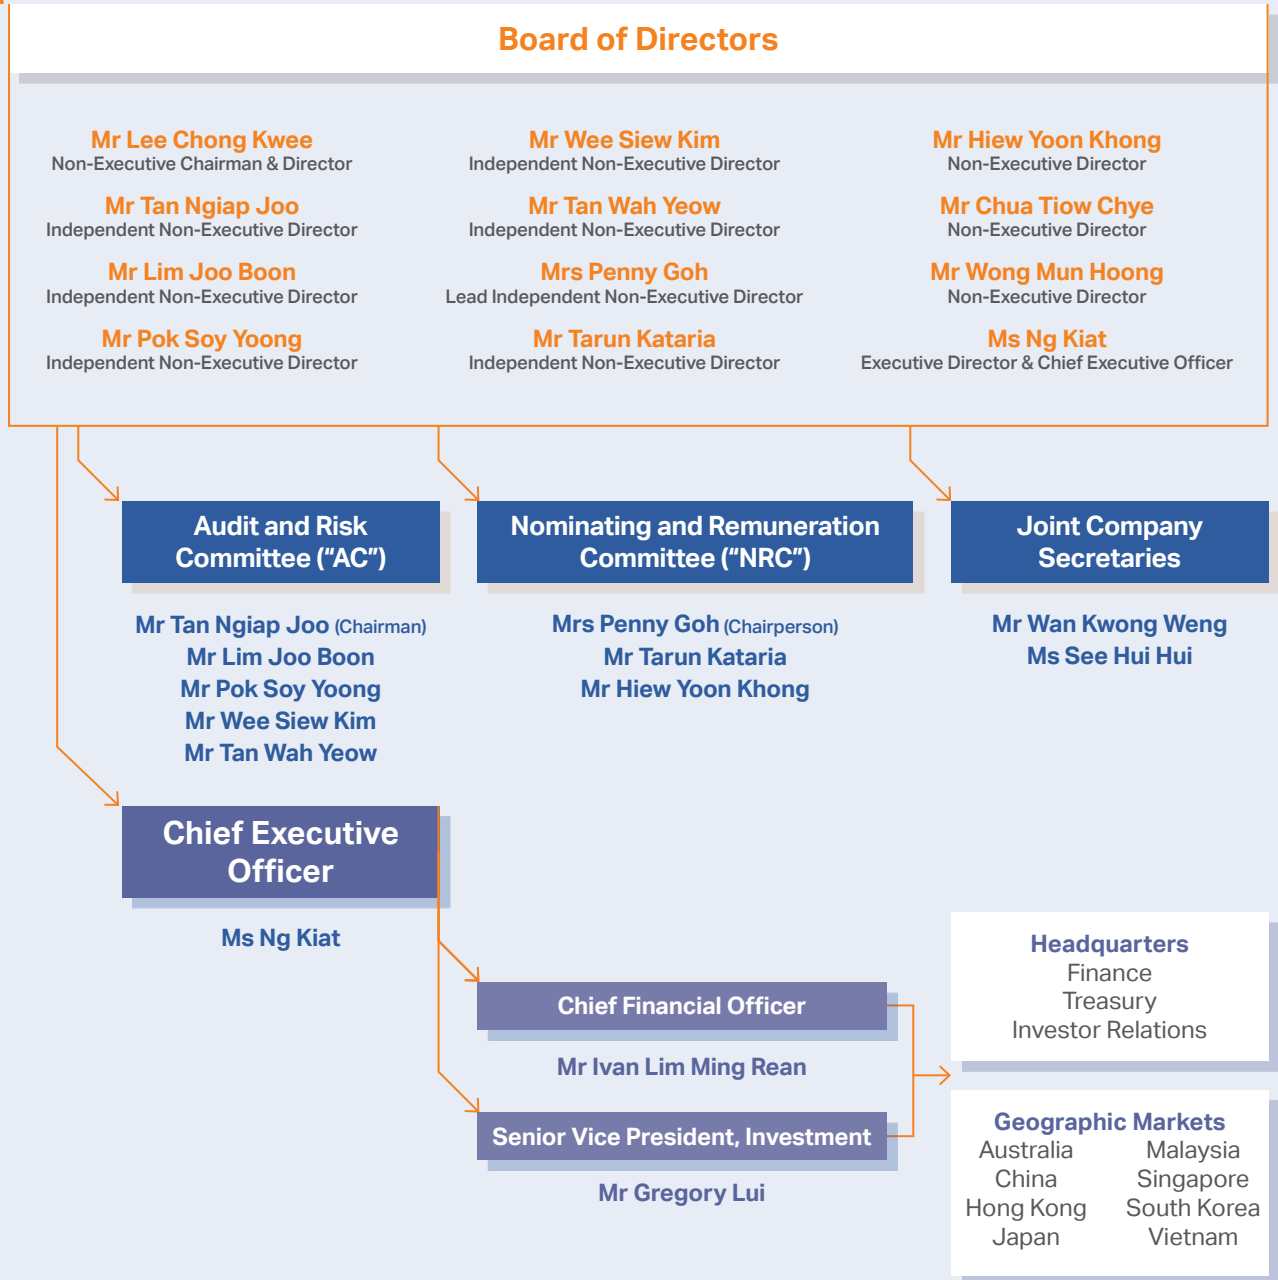 Board of Directors
Mr Lee Chong Kwee
Non-Executive Chairman & Director
Mr Tan Ngiap Joo
Independent Non-Executive Director
Mr Lim Joo Boon
Independent Non-Executive Director
Mr Pok Soy Yoong
Independent Non-Executive Director
Mr Wee Siew Kim
Independent Non-Executive Director
Mr Tan Wah Yeow
Independent Non-Executive Director
Mrs Penny Goh
Lead Independent Non-Executive Director
Mr Tarun Kataria
Independent Non-Executive Director
Mr Hiew Yoon Khong
Non-Executive Director
Mr Chua Tiow Chye
Non-Executive Director
Mr Wong Mun Hoong
Non-Executive Director
Ms Ng Kiat
Executive Director & Chief Executive Officer
Audit and Risk
Committee (“AC”)
Mr Tan Ngiap Joo (Chairman)
Mr Lim Joo Boon
Mr Pok Soy Yoong
Mr Wee Siew Kim
Mr Tan Wah Yeow
Nominating and Remuneration
Committee (“NRC”)
Mrs Penny Goh (Chairperson)
Mr Tarun Kataria
Mr Hiew Yoon Khong
Joint Company
Secretaries
Mr Wan Kwong Weng
Ms See Hui Hui
Chief Executive
Officer
Ms Ng Kiat
Chief Financial Officer
Mr Ivan Lim Ming Rean
Senior Vice President, Investment
Mr Gregory Lui
Headquarters
Finance
Treasury
Investor Relations
Geographic Markets
Australia
China
Hong Kong
Japan
Malaysia
Singapore
South Korea
Vietnam